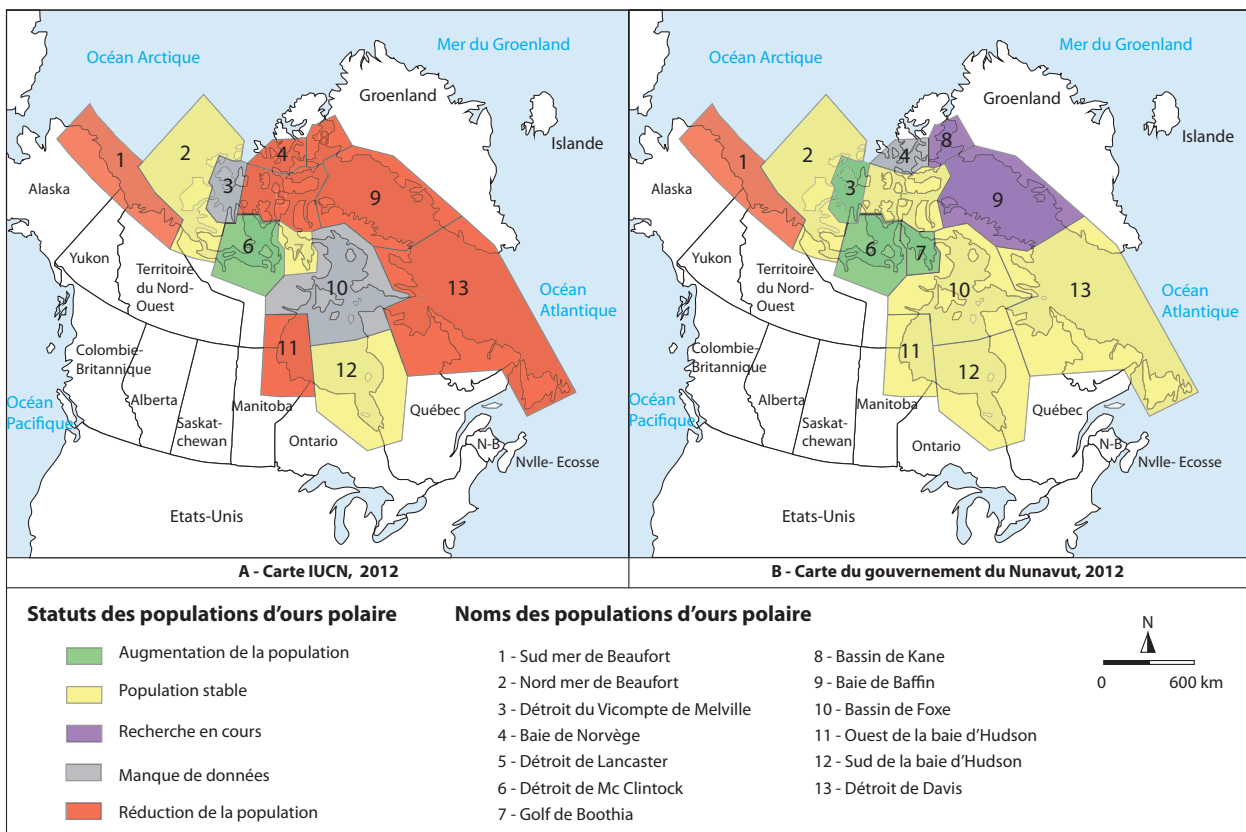 Océan Arctique
Mer du Groenland
Groenland
Islande
1
2
3
4
8
9
6
7
10
13
11
12
Alaska
Yukon
Territoire
du Nord-
Ouest
Océan
Atlantique
Colombie-
Britannique
Alberta
Saskat-
chewan
Manitoba
Ontario
Québec
N-B
Nvlle- Ecosse
Océan
Pacifique
Etats-Unis
A - Carte IUCN, 2012
Océan Arctique
Mer du Groenland
Groenland
Islande
1
2
3
4
8
9
6
7
10
13
11
12
Alaska
Yukon
Territoire
du Nord-
Ouest
Océan
Atlantique
Colombie-
Britannique
Alberta
Saskat-
chewan
Manitoba
Ontario
Québec
N-B
Nvlle- Ecosse
Océan
Pacifique
Etats-Unis
B - Carte du gouvernement du Nunavut, 2012
Statuts des populations d'ours polaire
Augmentation de la population
Population stable
Recherche en cours
Manque de données
Réduction de la population
Noms des populations d'ours polaire
1 - Sud mer de Beaufort
2 - Nord mer de Beaufort
3 - Détroit du Vicompte de Melville
4 - Baie de Norvège
5 - Détroit de Lancaster
6 - Détroit de Mc Clintock
7 - Golf de Boothia
8 - Bassin de Kane
9 - Baie de Baffin
10 - Bassin de Foxe
11 - Ouest de la baie d'Hudson
12 - Sud de la baie d'Hudson
13 - Détroit de Davis
N
0 600 km